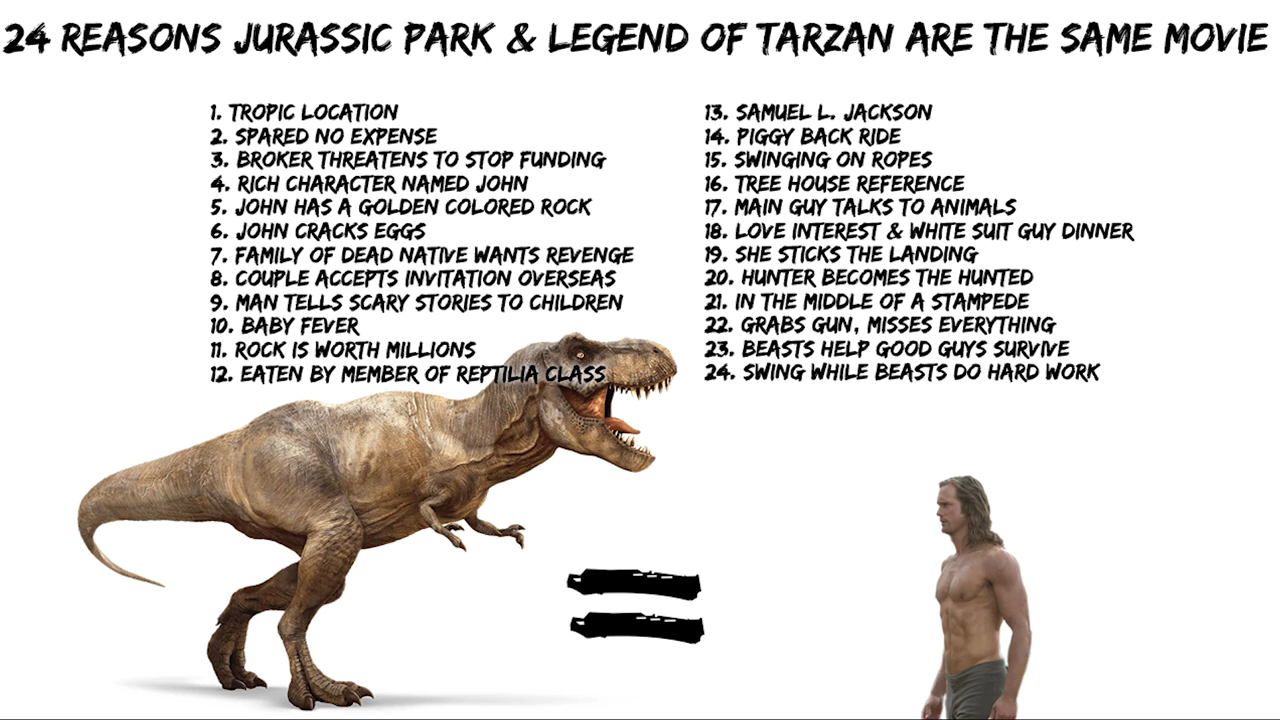 24 REASONS JURASSIC PARK & LEGEND OF TARZAN ARE THE SAME MOVIE
1. TROPIC LOCATION
2. SPARED NO EXPENSE
3. BROKER THREATENS TO STOP FUNDING
4. RICH CHARACTER NAMED JOHN
5. JOHN HAS A GOLDEN COLORED ROCK
6. JOHN CRACKS EGGS
7. FAMILY OF DEAD NATIVE WANTS REVENGE
8. COUPLE ACCEPTS INVITATION OVERSEAS
9. MAN TELLS SCARY STORIES TO CHILDREN
10. BABY FEVER
11. ROCK IS WORTH MILLIONS
12. EATEN BY MEMBER OF REPTILIA CLASS
13. SAMUEL L. JACKSON
14. PIGGY BACK RIDE
15. SWINGING ON ROPES
16. TREE HOUSE REFERENCE
17. MAIN GUY TALKS TO ANIMALS
18. LOVE INTEREST & WHITE SUIT GUY DINNER
19. SHE STICKS THE LANDING
20. HUNTER BECOMES THE HUNTED
21. IN THE MIDDLE OF A STAMPEDE
22. GRABS GUN, MISSES EVERYTHING
23. BEASTS HELP GOOD GUYS SURVIVE
24. SWING WHILE BEASTS DO HARD WORK
=